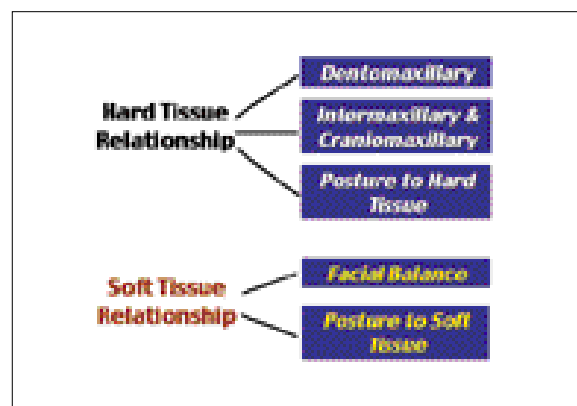 Hard Tissue
Relationship
Dentomaxillary
Intermaxillary &
Craniomaxillary
Posture to Hard
Tissue
Soft Tissue
Relationship
Facial Balance
Posture to Soft
Tissue